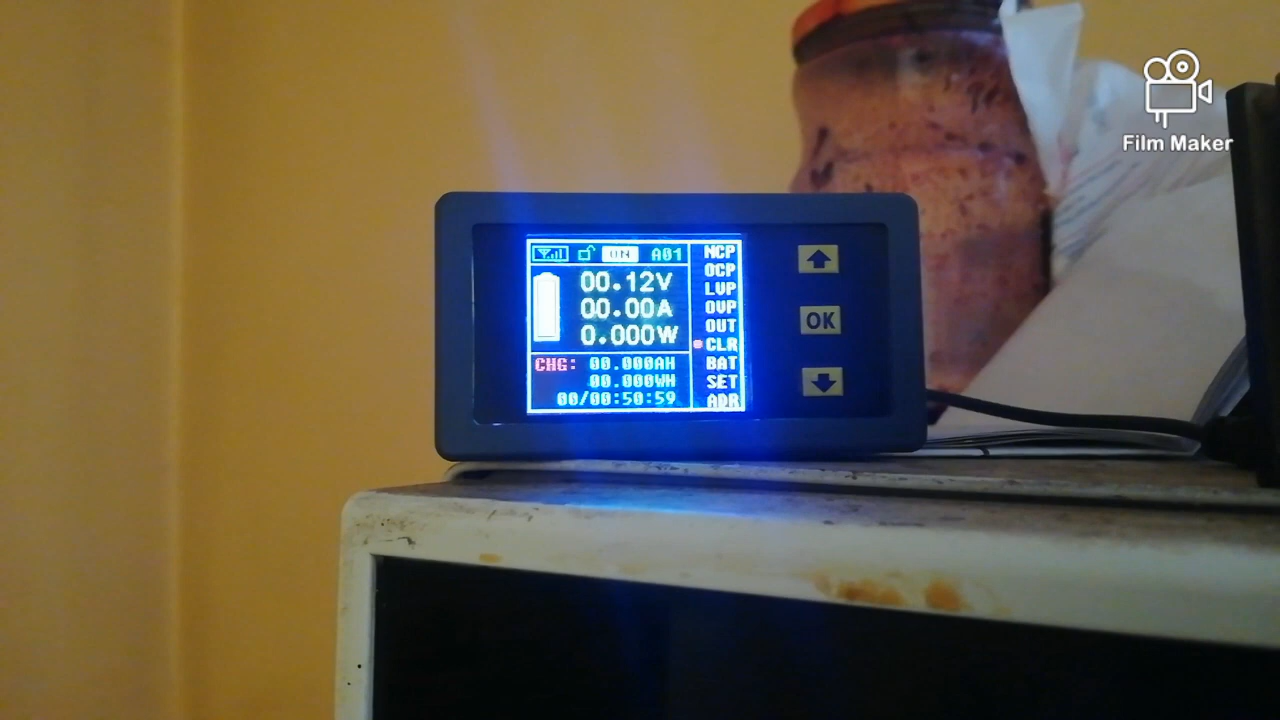 Film Maker
ON A01
00.12V
00.00A
0.000W
CHG: 00.000AH
00.000WH
00/00:50:59
NCP
OCP
LVP
OVP
OUT
CLR
BAT
SET
ADR
OK